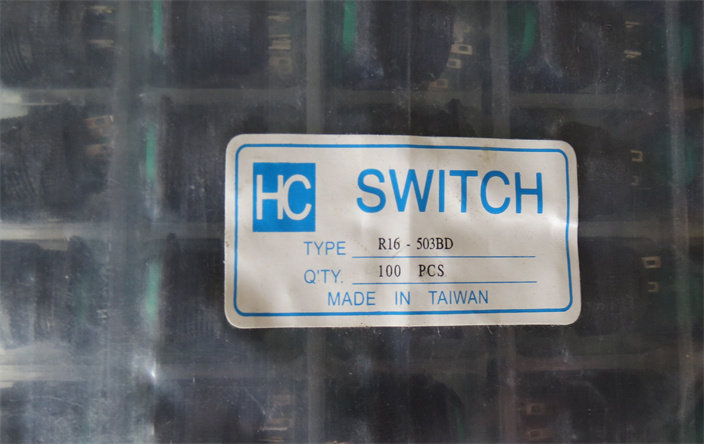 HC SWITCH
TYPE R16 - 503BD
Q'TY. 100 PCS
MADE IN TAIWAN